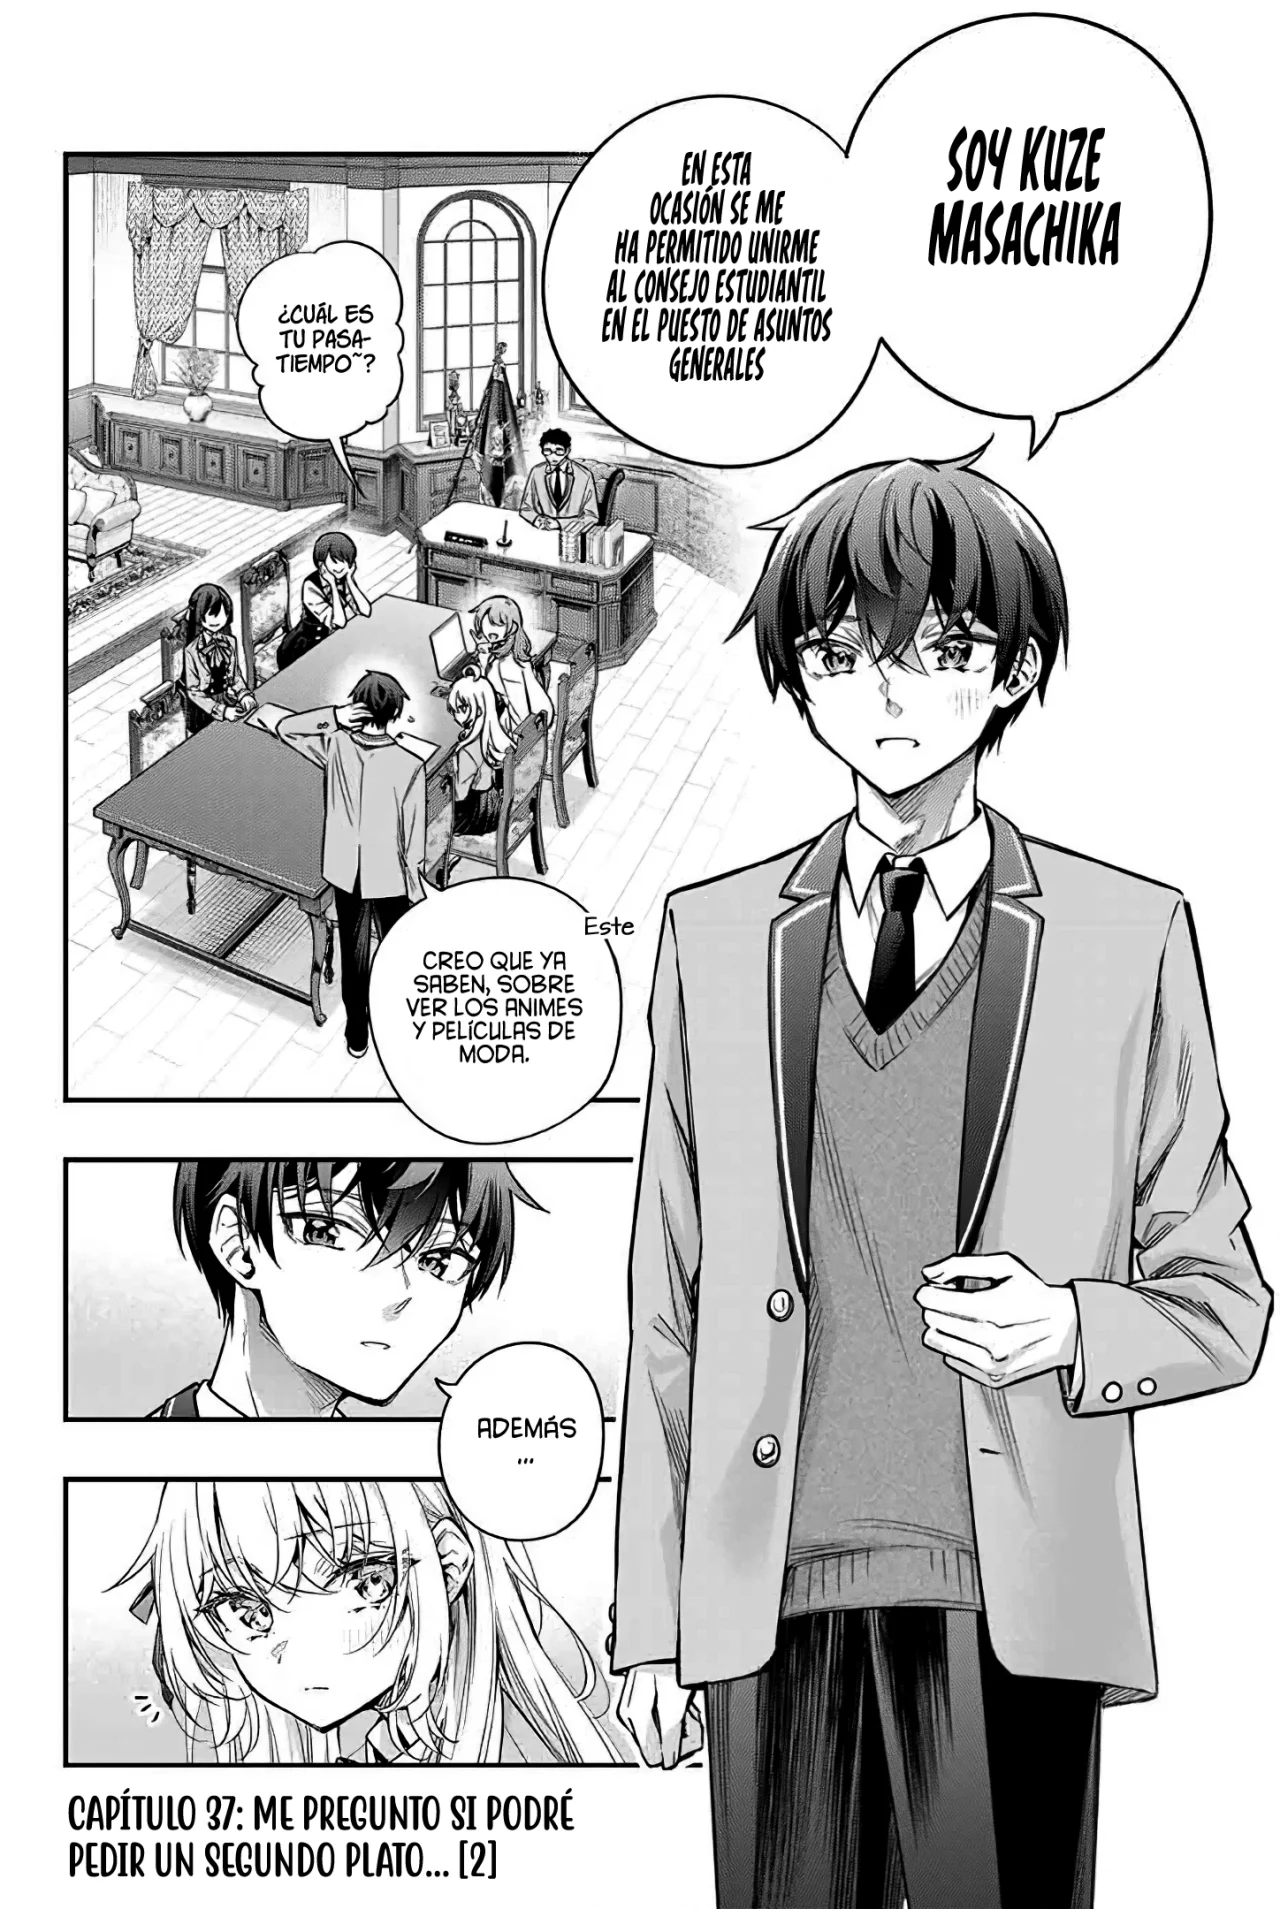 SOY KUZE
MASACHIKA
EN ESTA
OCASIÓN SE ME
HA PERMITIDO UNIRME
AL CONSEJO ESTUDIANTIL
EN EL PUESTO DE ASUNTOS
GENERALES
¿CUÁL ES
TU PASA-
TIEMPO~?
Este
CREO QUE YA
SABEN, SOBRE
VER LOS ANIMES
Y PELÍCULAS DE
MODA.
ADEMÁS
...
CAPÍTULO 37: ME PREGUNTO SI PODRÉ
PEDIR UN SEGUNDO PLATO... [2]